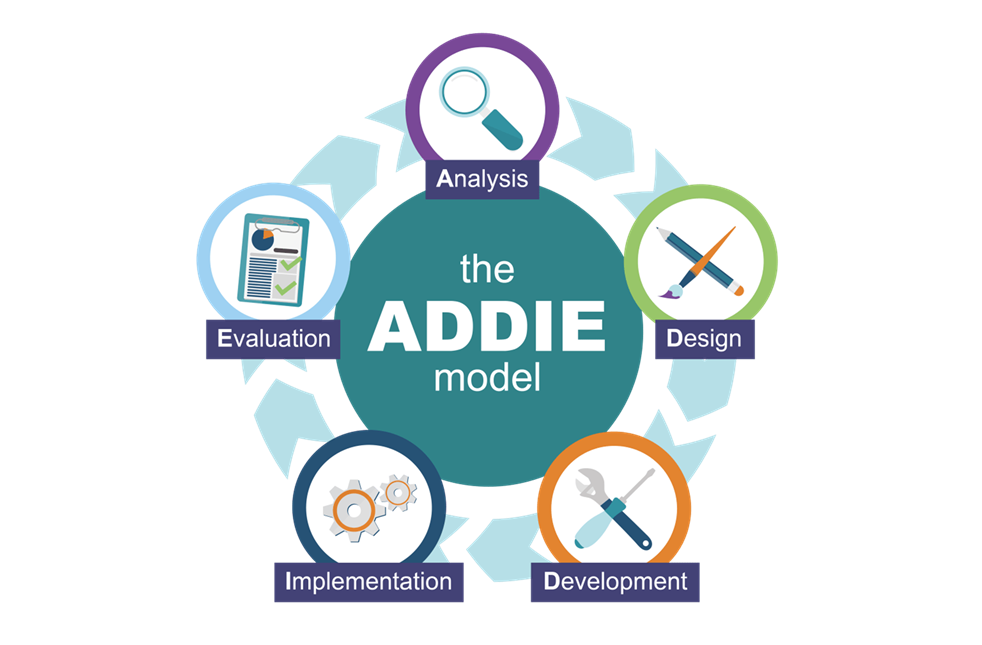 the
ADDIE
model
Analysis
Design
Development
Implementation
Evaluation